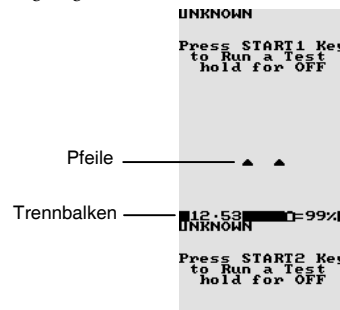 UNKNOWN
Press START1 Key
to Run a Test
hold for OFF
Pfeile
Trennbalken
12·53 =99%
UNKNOWN
Press START2 Key
to Run a Test
hold for OFF